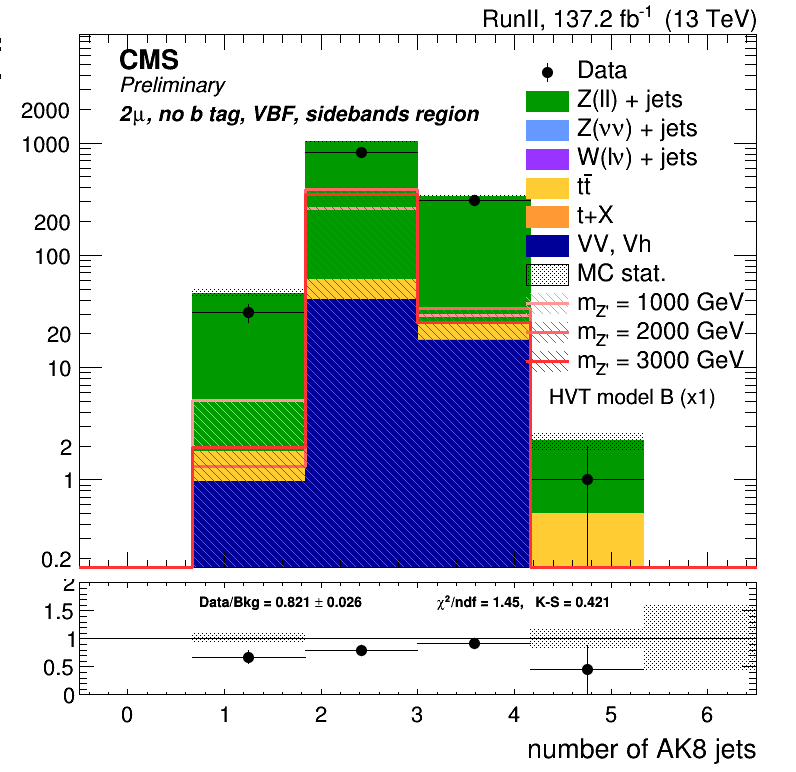 RunII, 137.2 fb⁻¹ (13 TeV)
CMS
Preliminary
2μ, no b tag, VBF, sidebands region
Data
Z(ll) + jets
Z(νν) + jets
W(lν) + jets
tt̄
t+X
VV, Vh
MC stat.
m_Z' = 1000 GeV
m_Z' = 2000 GeV
m_Z' = 3000 GeV
HVT model B (x1)
2000
1000
200
100
20
10
2
1
0.2
2
1.5
1
0.5
0
Data/Bkg = 0.821 ± 0.026
χ²/ndf = 1.45, K-S = 0.421
0 1 2 3 4 5 6
number of AK8 jets